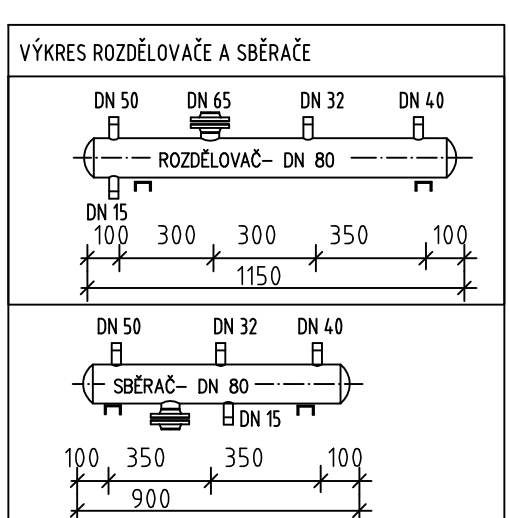 VÝKRES ROZDĚLOVAČE A SBĚRAČE
DN 50 DN 65 DN 32 DN 40
ROZDĚLOVAČ– DN 80
DN 15
100 300 300 350 100
1150
DN 50 DN 32 DN 40
SBĚRAČ– DN 80
DN 15
100 350 350 100
900